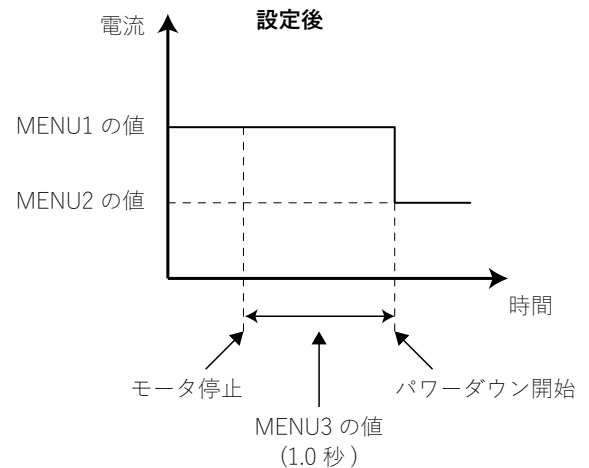 設定後
電流
MENU1 の値
MENU2 の値
時間
モータ停止
パワーダウン開始
MENU3 の値
(1.0 秒 )